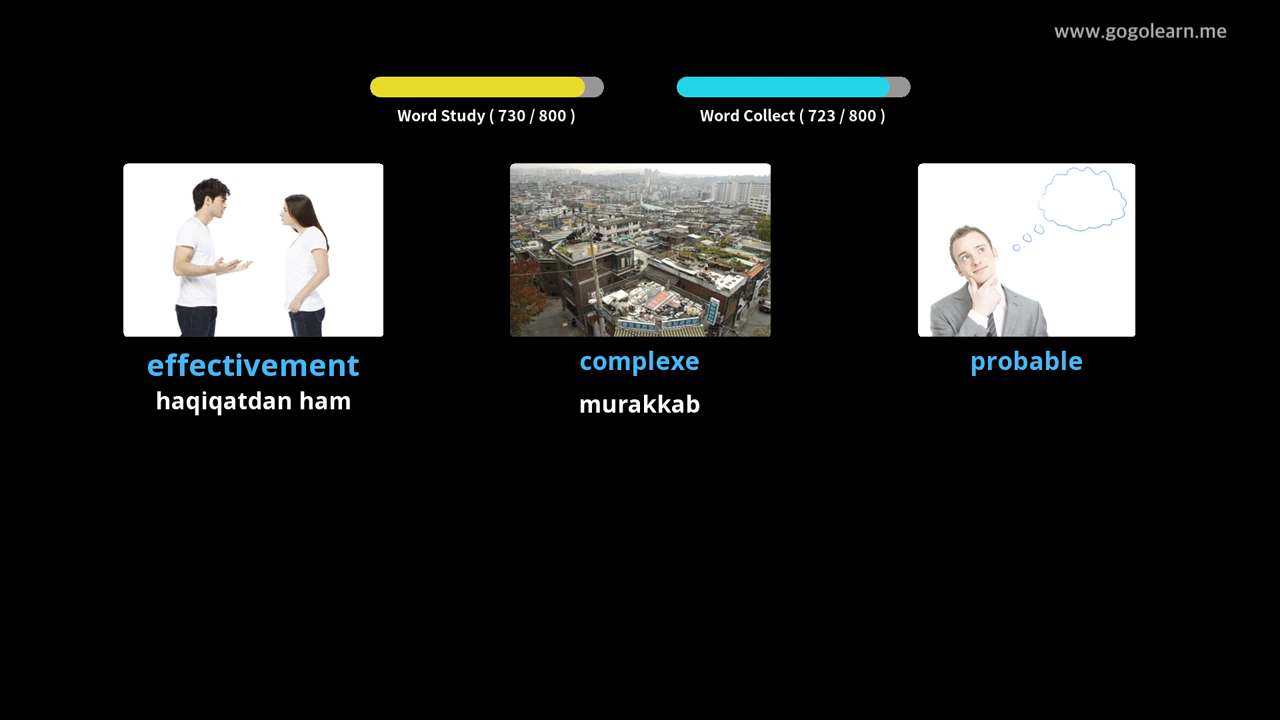 www.gogolearn.me
Word Study ( 730 / 800 )
Word Collect ( 723 / 800 )
effectivement
haqiqatdan ham
complexe
murakkab
probable